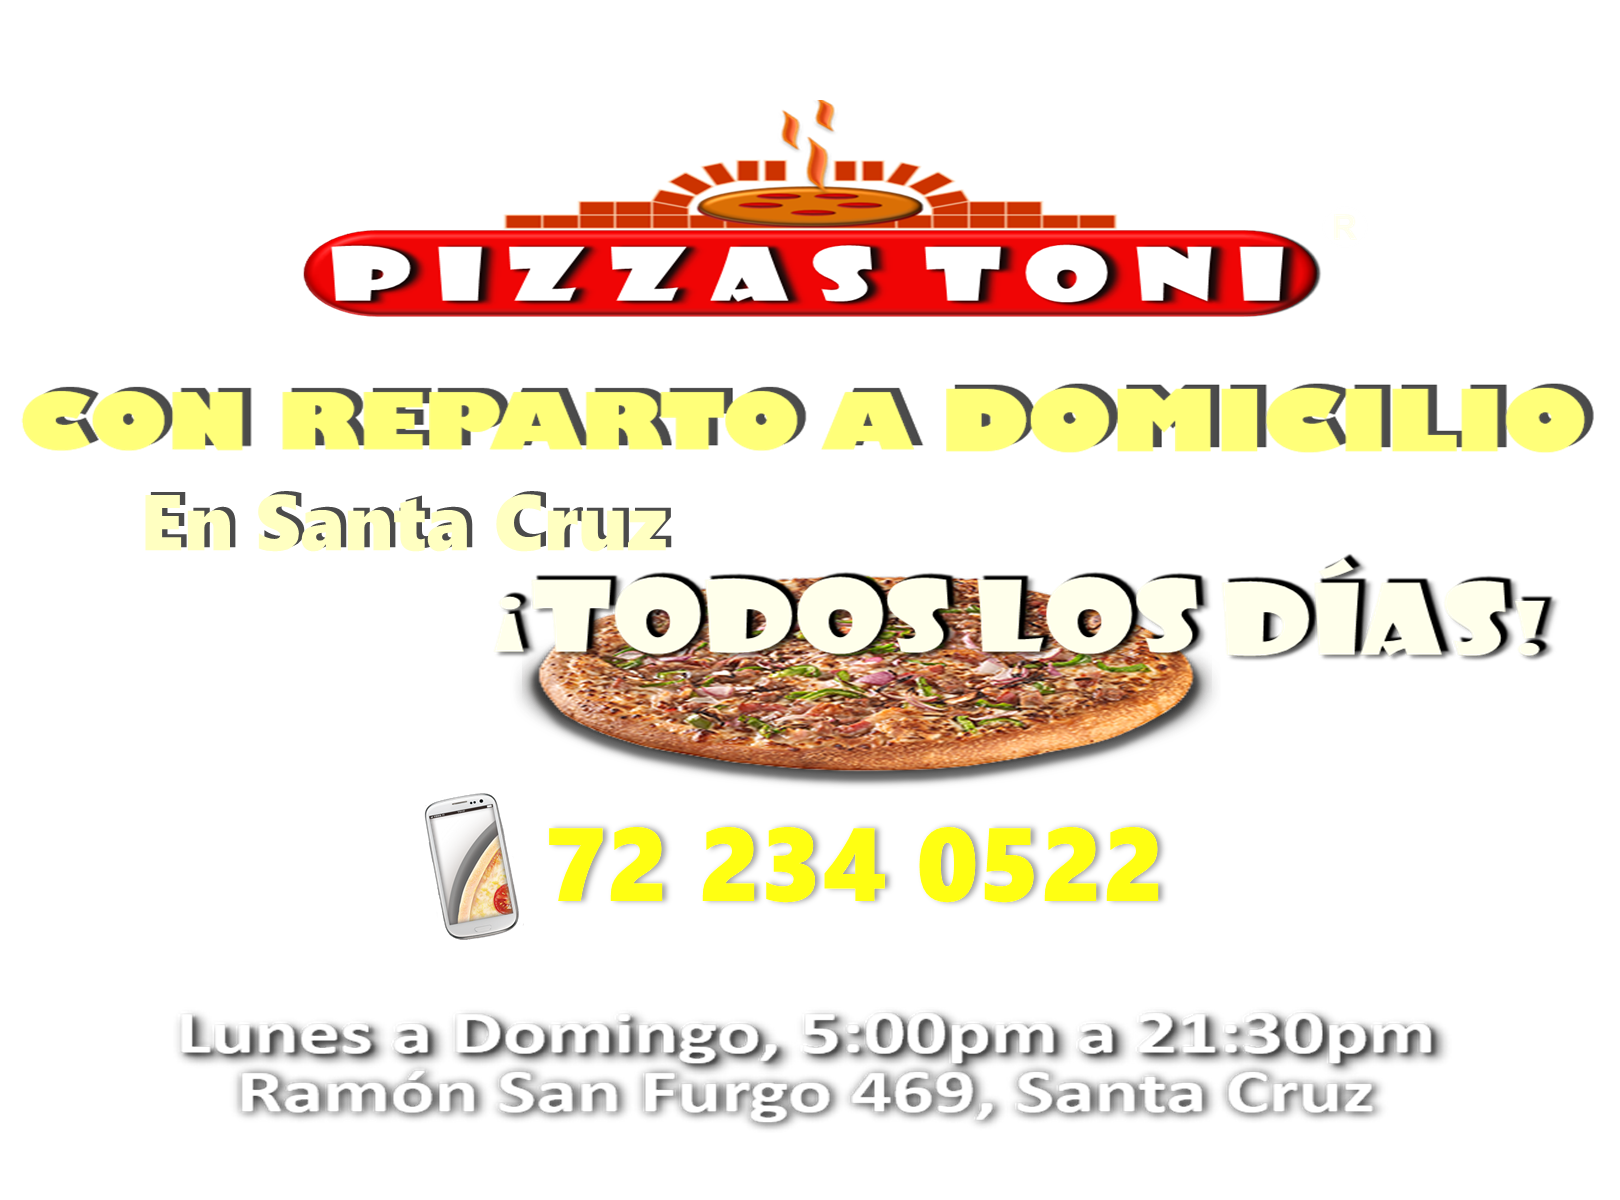 R
PIZZAS TONI
CON REPARTO A DOMICILIO
En Santa Cruz
¡TODOS LOS DÍAS!
72 234 0522
Lunes a Domingo, 5:00pm a 21:30pm
Ramón San Furgo 469, Santa Cruz